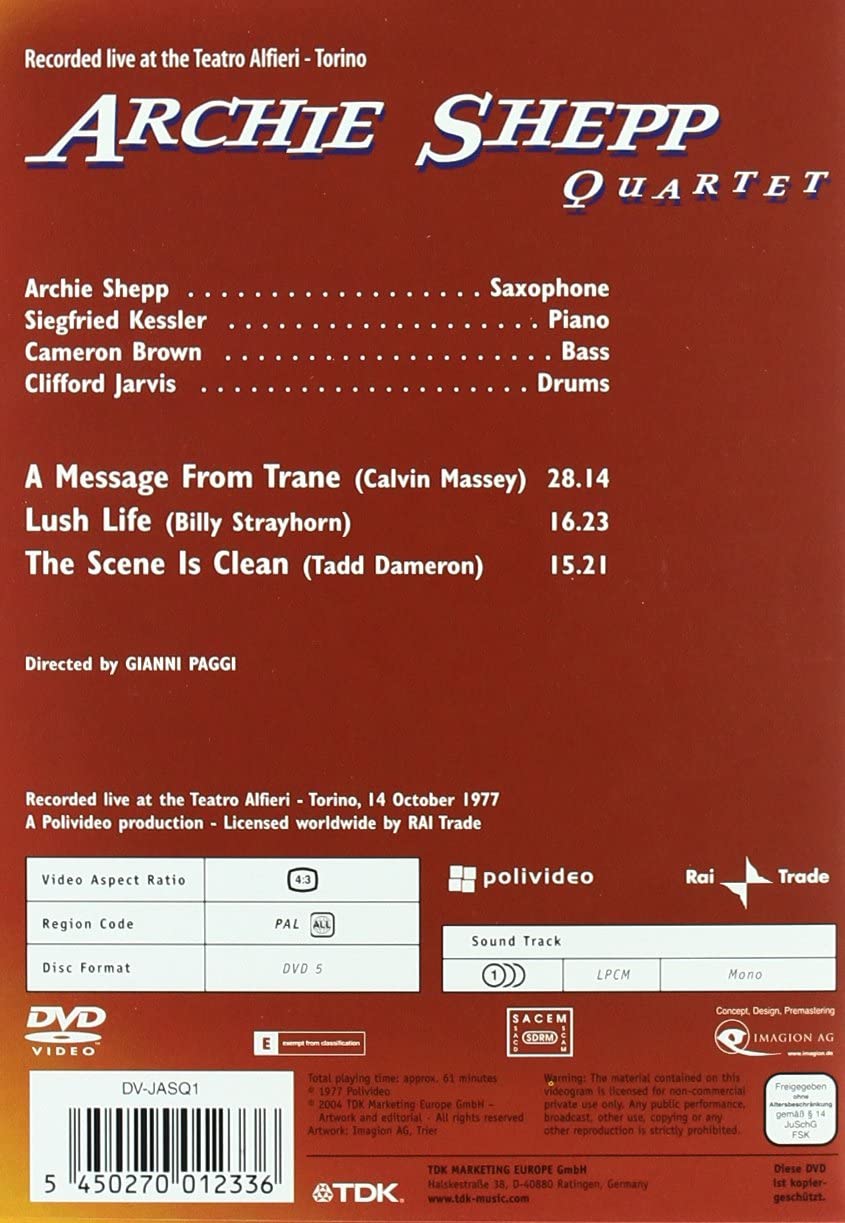 Recorded live at the Teatro Alfieri - Torino
ARCHIE SHEPP
QUARTET
Archie Shepp . . . . . . . . . . . . . . . . . . Saxophone
Siegfried Kessler . . . . . . . . . . . . . . . . . . . Piano
Cameron Brown . . . . . . . . . . . . . . . . . . . . Bass
Clifford Jarvis . . . . . . . . . . . . . . . . . . . . Drums
A Message From Trane (Calvin Massey) 28.14
Lush Life (Billy Strayhorn) 16.23
The Scene Is Clean (Tadd Dameron) 15.21
Directed by GIANNI PAGGI
Recorded live at the Teatro Alfieri - Torino, 14 October 1977
A Polivideo production - Licensed worldwide by RAI Trade
Video Aspect Ratio 4:3
Region Code PAL ALL
Disc Format DVD 5
polivideo
Rai Trade
Sound Track
1 LPCM Mono
DVD
VIDEO
E exempt from classification
SACEM
SACD SDRM SCAM
Concept, Design, Premastering
IMAGION AG
www.imagion.de
DV-JASQ1
5 450270 012336
Total playing time: approx. 61 minutes
℗ 1977 Polivideo
© 2004 TDK Marketing Europe GmbH –
Artwork and editorial - All rights reserved
Artwork: Imagion AG, Trier
Warning: The material contained on this
videogram is licensed for non-commercial
private use only. Any public performance,
broadcast, other use, copying or any
other reproduction is strictly prohibited.
Freigegeben
ohne
Altersbeschränkung
gemäß § 14
JuSchG
FSK
TDK
TDK MARKETING EUROPE GmbH
Halskestraße 38, D-40880 Ratingen, Germany
www.tdk-music.com
Diese DVD
ist kopier-
geschützt.